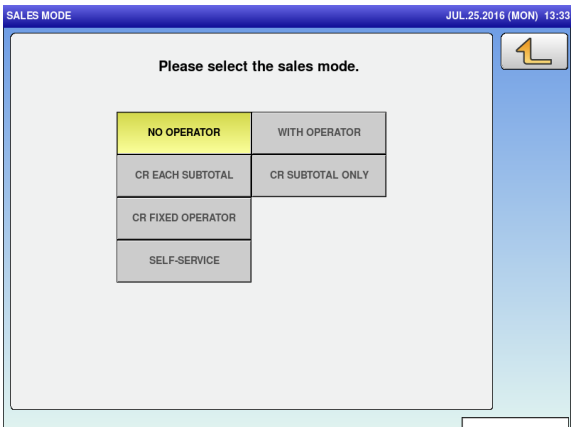 SALES MODE JUL.25.2016 (MON) 13:33
Please select the sales mode.
NO OPERATOR WITH OPERATOR
CR EACH SUBTOTAL CR SUBTOTAL ONLY
CR FIXED OPERATOR
SELF-SERVICE